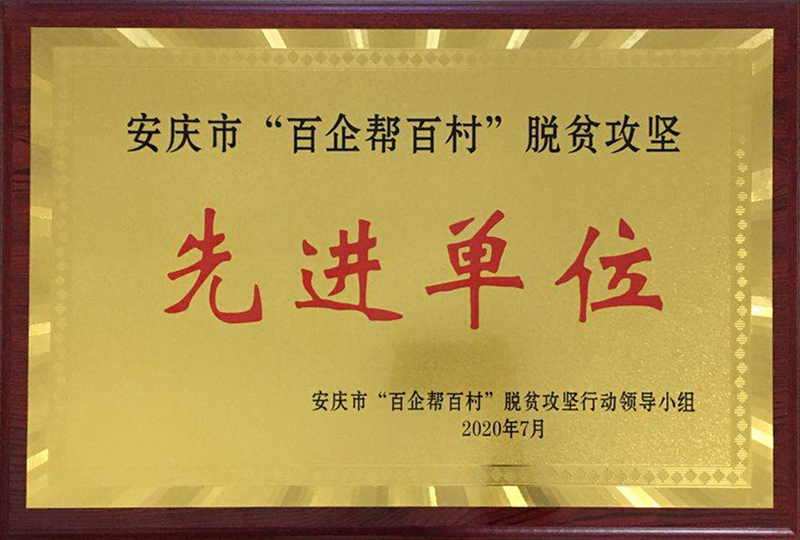 安庆市“百企帮百村”脱贫攻坚
先进单位
安庆市“百企帮百村”脱贫攻坚行动领导小组
2020年7月